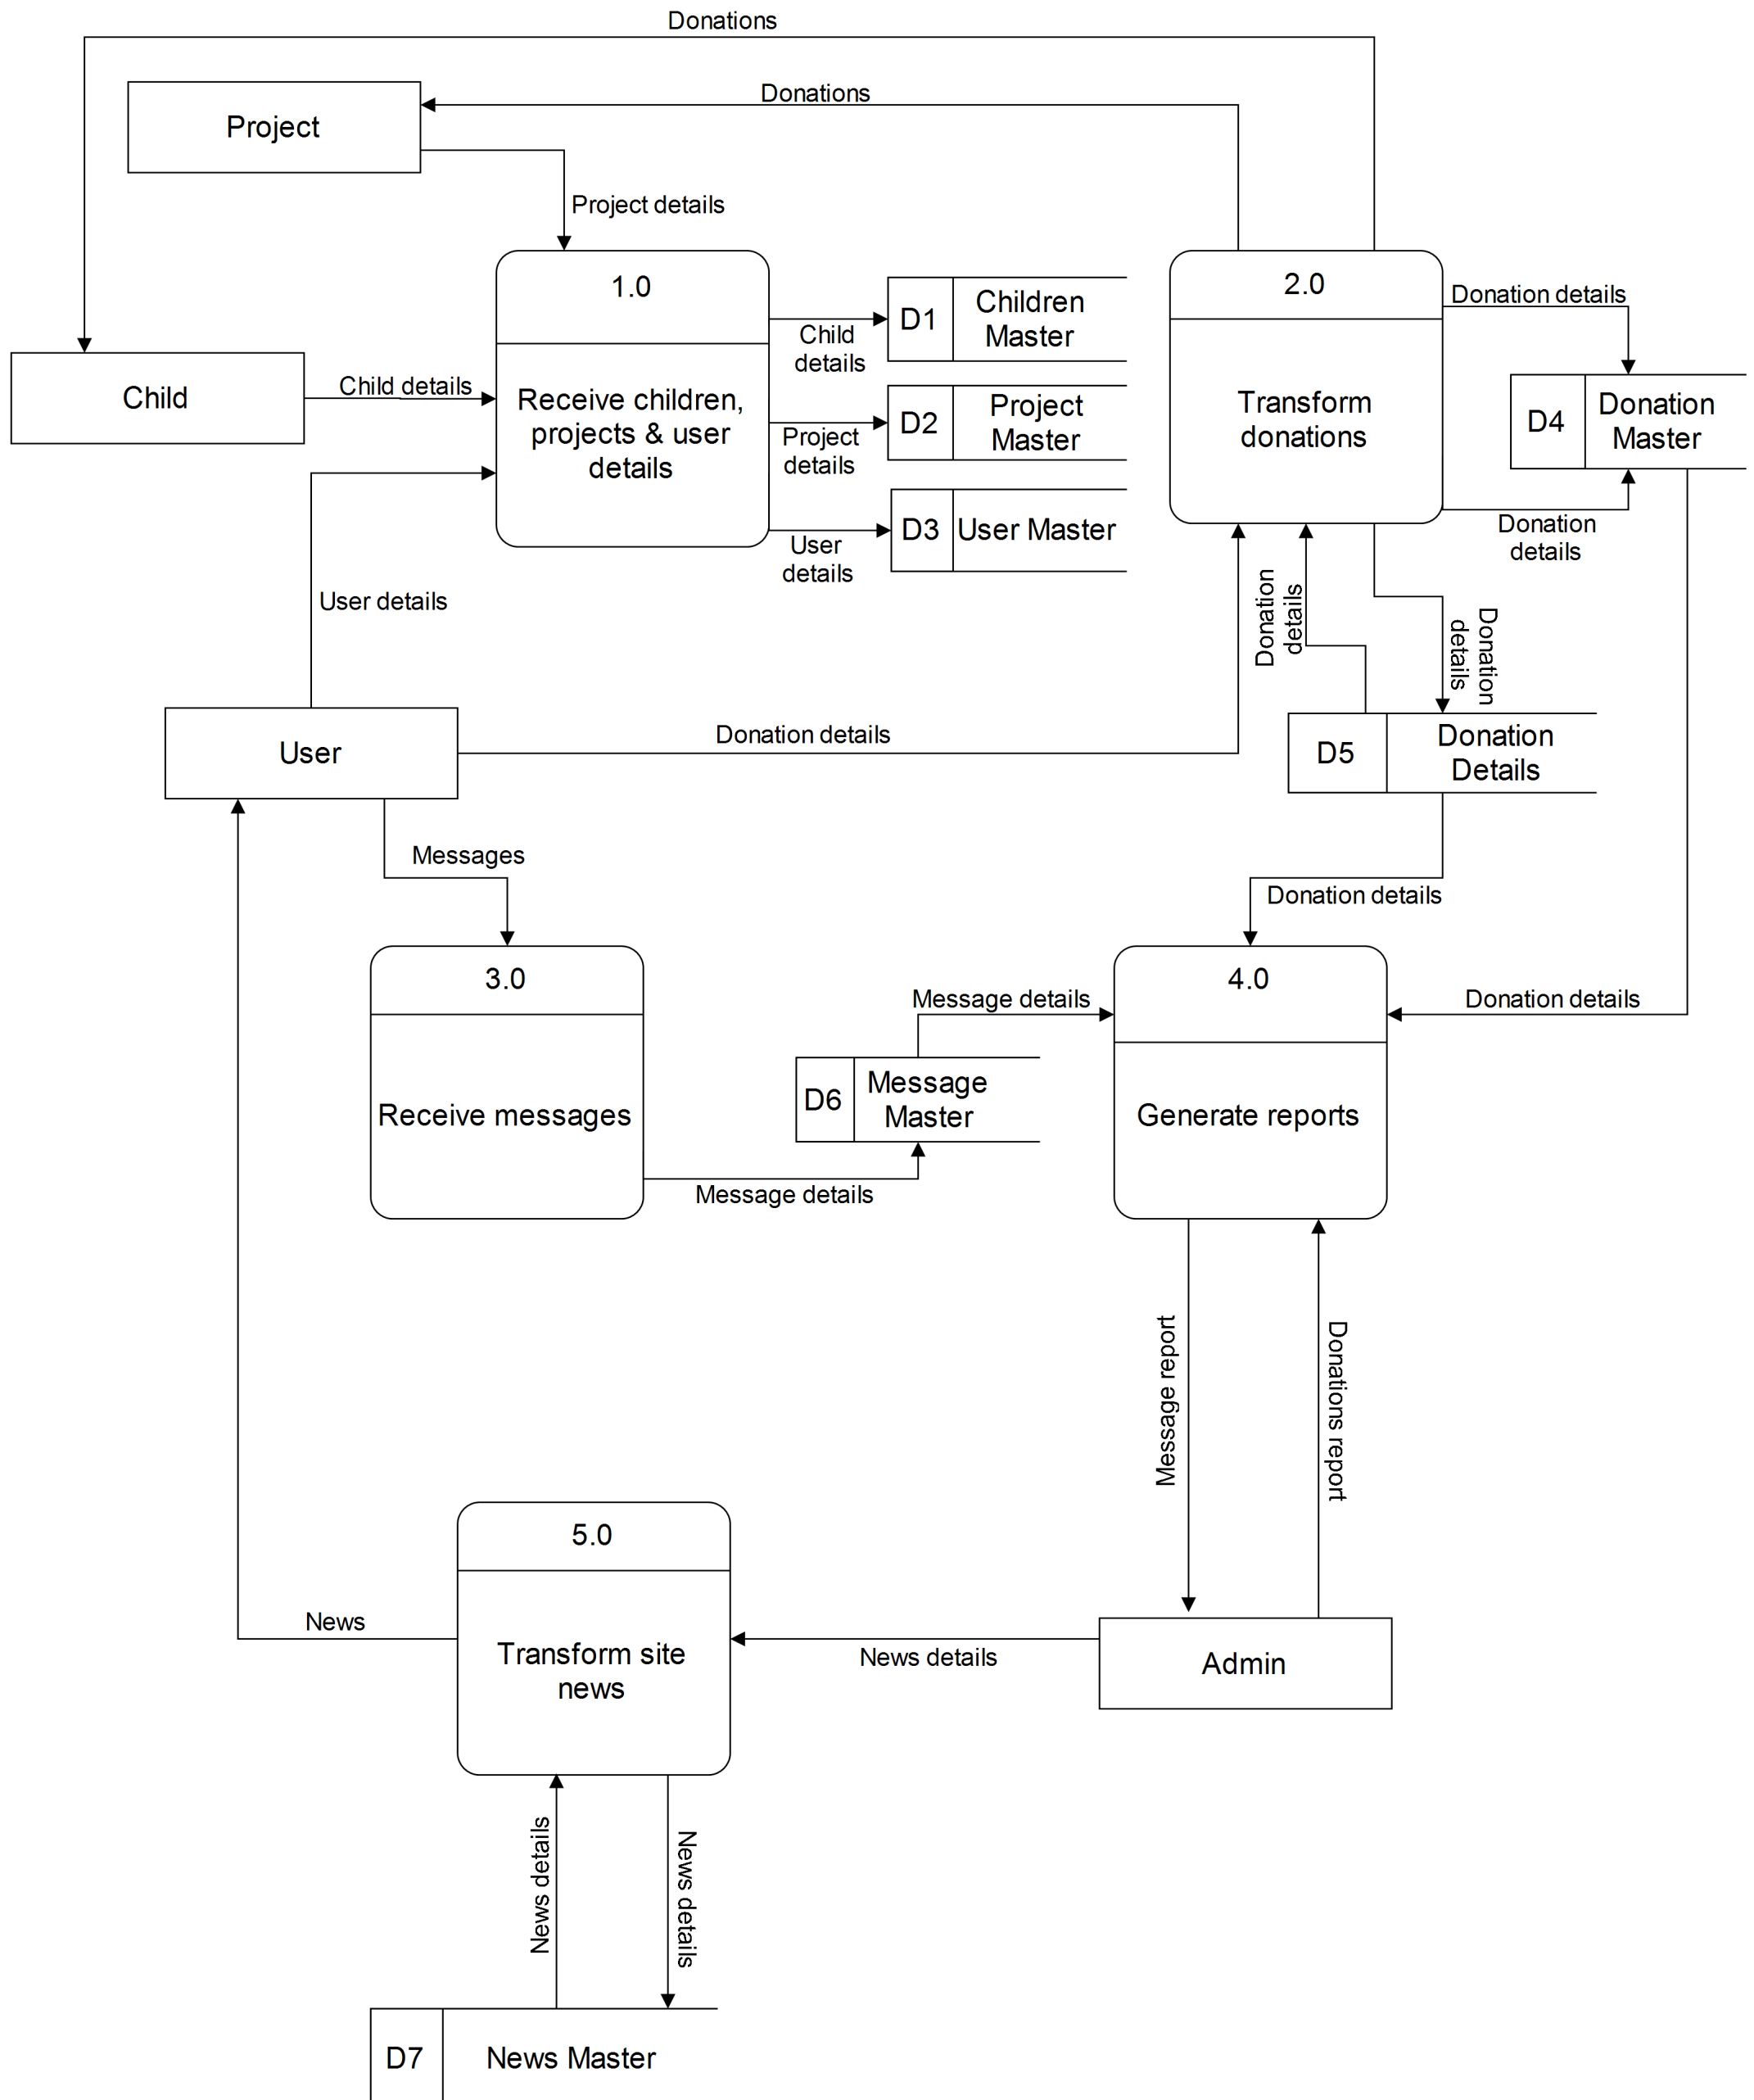 Donations
Donations
Project
Project details
1.0
2.0
Children
Master
D1
Donation details
Child
details
Child
Child details
Receive children,
projects & user
details
Project
Master
D2
Project
details
Transform
donations
Donation
Master
D4
D3
User Master
User
details
Donation
details
User details
Donation
details
Donation
details
User
Donation details
D5
Donation
Details
Messages
Donation details
3.0
4.0
Message details
Donation details
Receive messages
D6
Message
Master
Generate reports
Message details
Message report
Donations report
5.0
News
Transform site
news
News details
Admin
News details
News details
D7
News Master